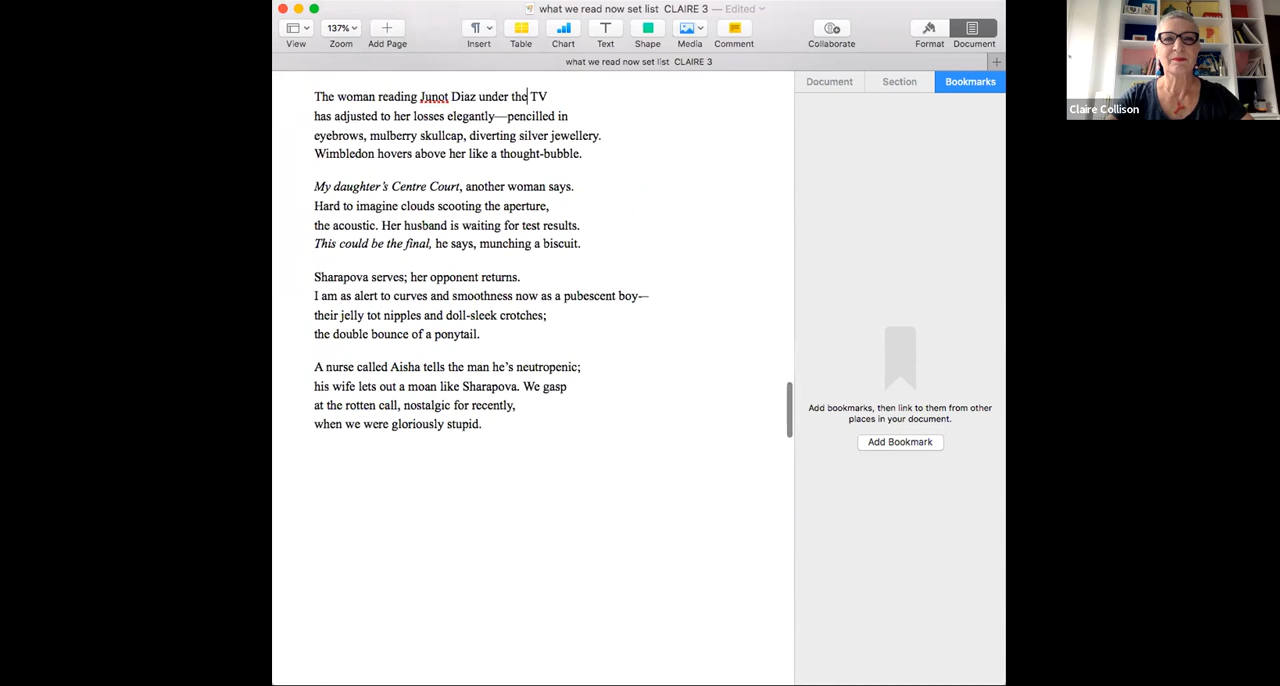 what we read now set list CLAIRE 3 — Edited
View
137%
Zoom
Add Page
Insert
Table
Chart
Text
Shape
Media
Comment
Collaborate
Format
Document
what we read now set list CLAIRE 3
The woman reading Junot Diaz under the TV
has adjusted to her losses elegantly—pencilled in
eyebrows, mulberry skullcap, diverting silver jewellery.
Wimbledon hovers above her like a thought-bubble.
My daughter’s Centre Court, another woman says.
Hard to imagine clouds scooting the aperture,
the acoustic. Her husband is waiting for test results.
This could be the final, he says, munching a biscuit.
Sharapova serves; her opponent returns.
I am as alert to curves and smoothness now as a pubescent boy—
their jelly tot nipples and doll-sleek crotches;
the double bounce of a ponytail.
A nurse called Aisha tells the man he’s neutropenic;
his wife lets out a moan like Sharapova. We gasp
at the rotten call, nostalgic for recently,
when we were gloriously stupid.
Document
Section
Bookmarks
Add bookmarks, then link to them from other
places in your document.
Add Bookmark
Claire Collison